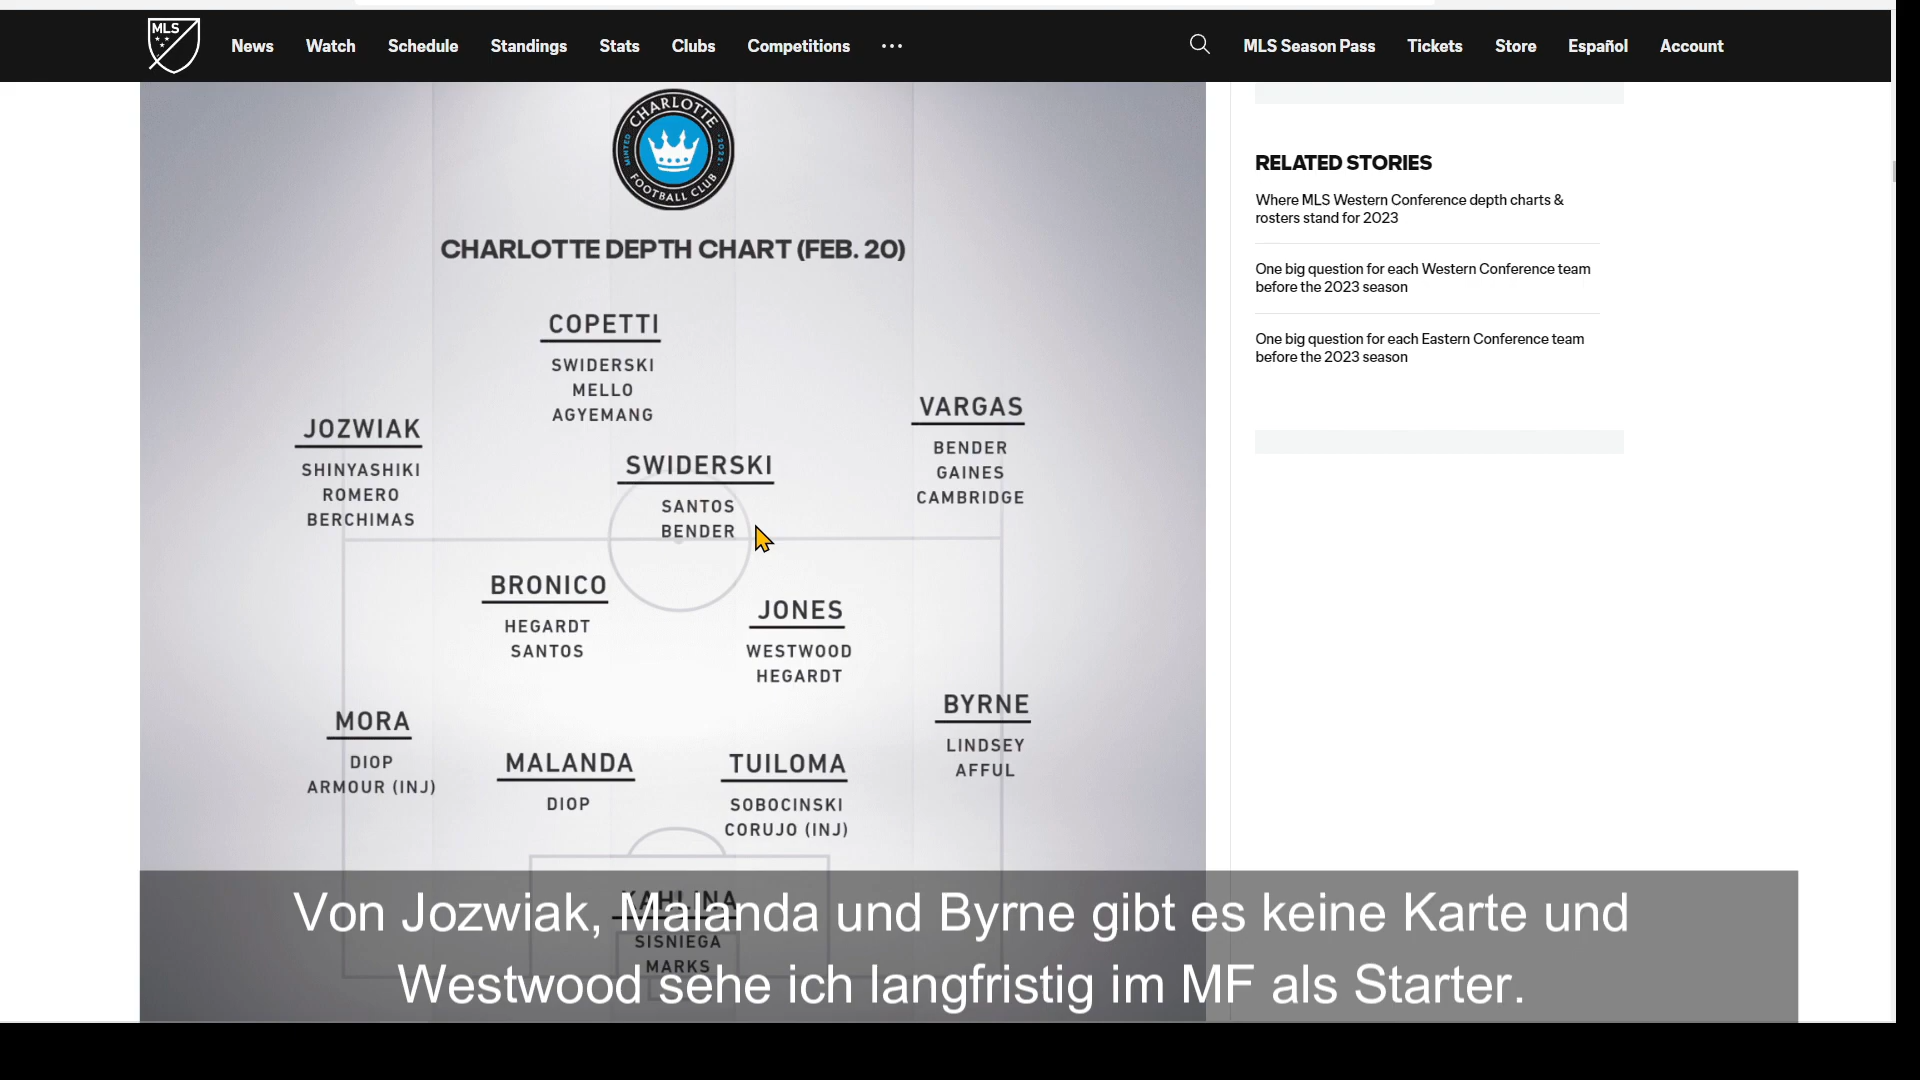 MLS
News Watch Schedule Standings Stats Clubs Competitions ...
MLS Season Pass Tickets Store Español Account
CHARLOTTE
MINTED
2022
FOOTBALL CLUB
CHARLOTTE DEPTH CHART (FEB. 20)
COPETTI
SWIDERSKI
MELLO
AGYEMANG
JOZWIAK
SHINYASHIKI
ROMERO
BERCHIMAS
SWIDERSKI
SANTOS
BENDER
VARGAS
BENDER
GAINES
CAMBRIDGE
BRONICO
HEGARDT
SANTOS
JONES
WESTWOOD
HEGARDT
MORA
DIOP
ARMOUR (INJ)
MALANDA
DIOP
TUILOMA
SOBOCINSKI
CORUJO (INJ)
BYRNE
LINDSEY
AFFUL
KAHLINA
SISNIEGA
MARKS
RELATED STORIES
Where MLS Western Conference depth charts &
rosters stand for 2023
One big question for each Western Conference team
before the 2023 season
One big question for each Eastern Conference team
before the 2023 season
Von Jozwiak, Malanda und Byrne gibt es keine Karte und
Westwood sehe ich langfristig im MF als Starter.